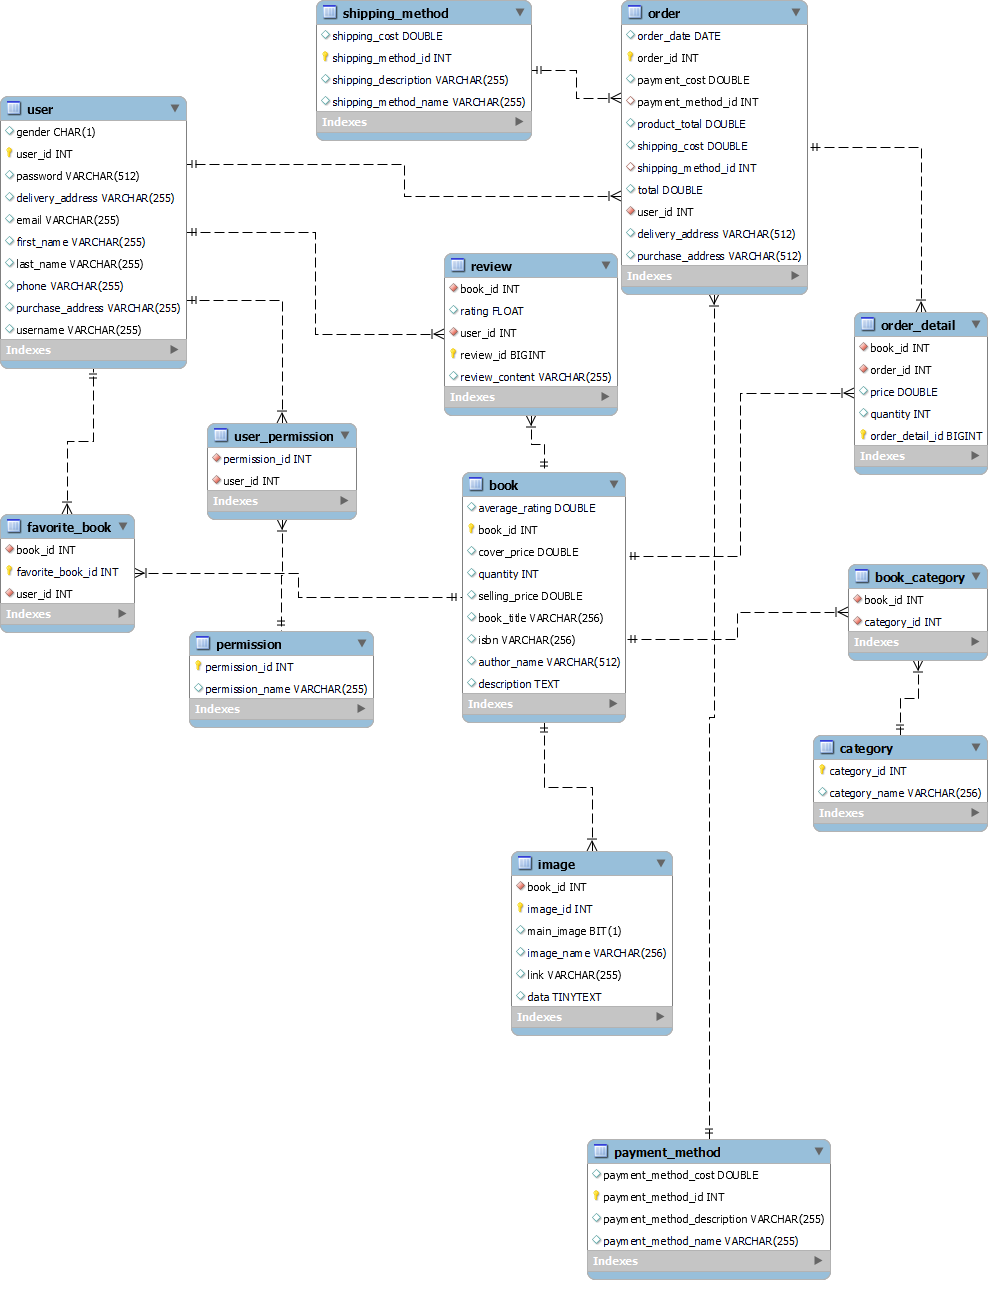 shipping_method
shipping_cost DOUBLE
shipping_method_id INT
shipping_description VARCHAR(255)
shipping_method_name VARCHAR(255)
Indexes
order
order_date DATE
order_id INT
payment_cost DOUBLE
payment_method_id INT
product_total DOUBLE
shipping_cost DOUBLE
shipping_method_id INT
total DOUBLE
user_id INT
delivery_address VARCHAR(512)
purchase_address VARCHAR(512)
Indexes
user
gender CHAR(1)
user_id INT
password VARCHAR(512)
delivery_address VARCHAR(255)
email VARCHAR(255)
first_name VARCHAR(255)
last_name VARCHAR(255)
phone VARCHAR(255)
purchase_address VARCHAR(255)
username VARCHAR(255)
Indexes
review
book_id INT
rating FLOAT
user_id INT
review_id BIGINT
review_content VARCHAR(255)
Indexes
order_detail
book_id INT
order_id INT
price DOUBLE
quantity INT
order_detail_id BIGINT
Indexes
user_permission
permission_id INT
user_id INT
Indexes
book
average_rating DOUBLE
book_id INT
cover_price DOUBLE
quantity INT
selling_price DOUBLE
book_title VARCHAR(256)
isbn VARCHAR(256)
author_name VARCHAR(512)
description TEXT
Indexes
favorite_book
book_id INT
favorite_book_id INT
user_id INT
Indexes
book_category
book_id INT
category_id INT
Indexes
permission
permission_id INT
permission_name VARCHAR(255)
Indexes
category
category_id INT
category_name VARCHAR(256)
Indexes
image
book_id INT
image_id INT
main_image BIT(1)
image_name VARCHAR(256)
link VARCHAR(255)
data TINYTEXT
Indexes
payment_method
payment_method_cost DOUBLE
payment_method_id INT
payment_method_description VARCHAR(255)
payment_method_name VARCHAR(255)
Indexes